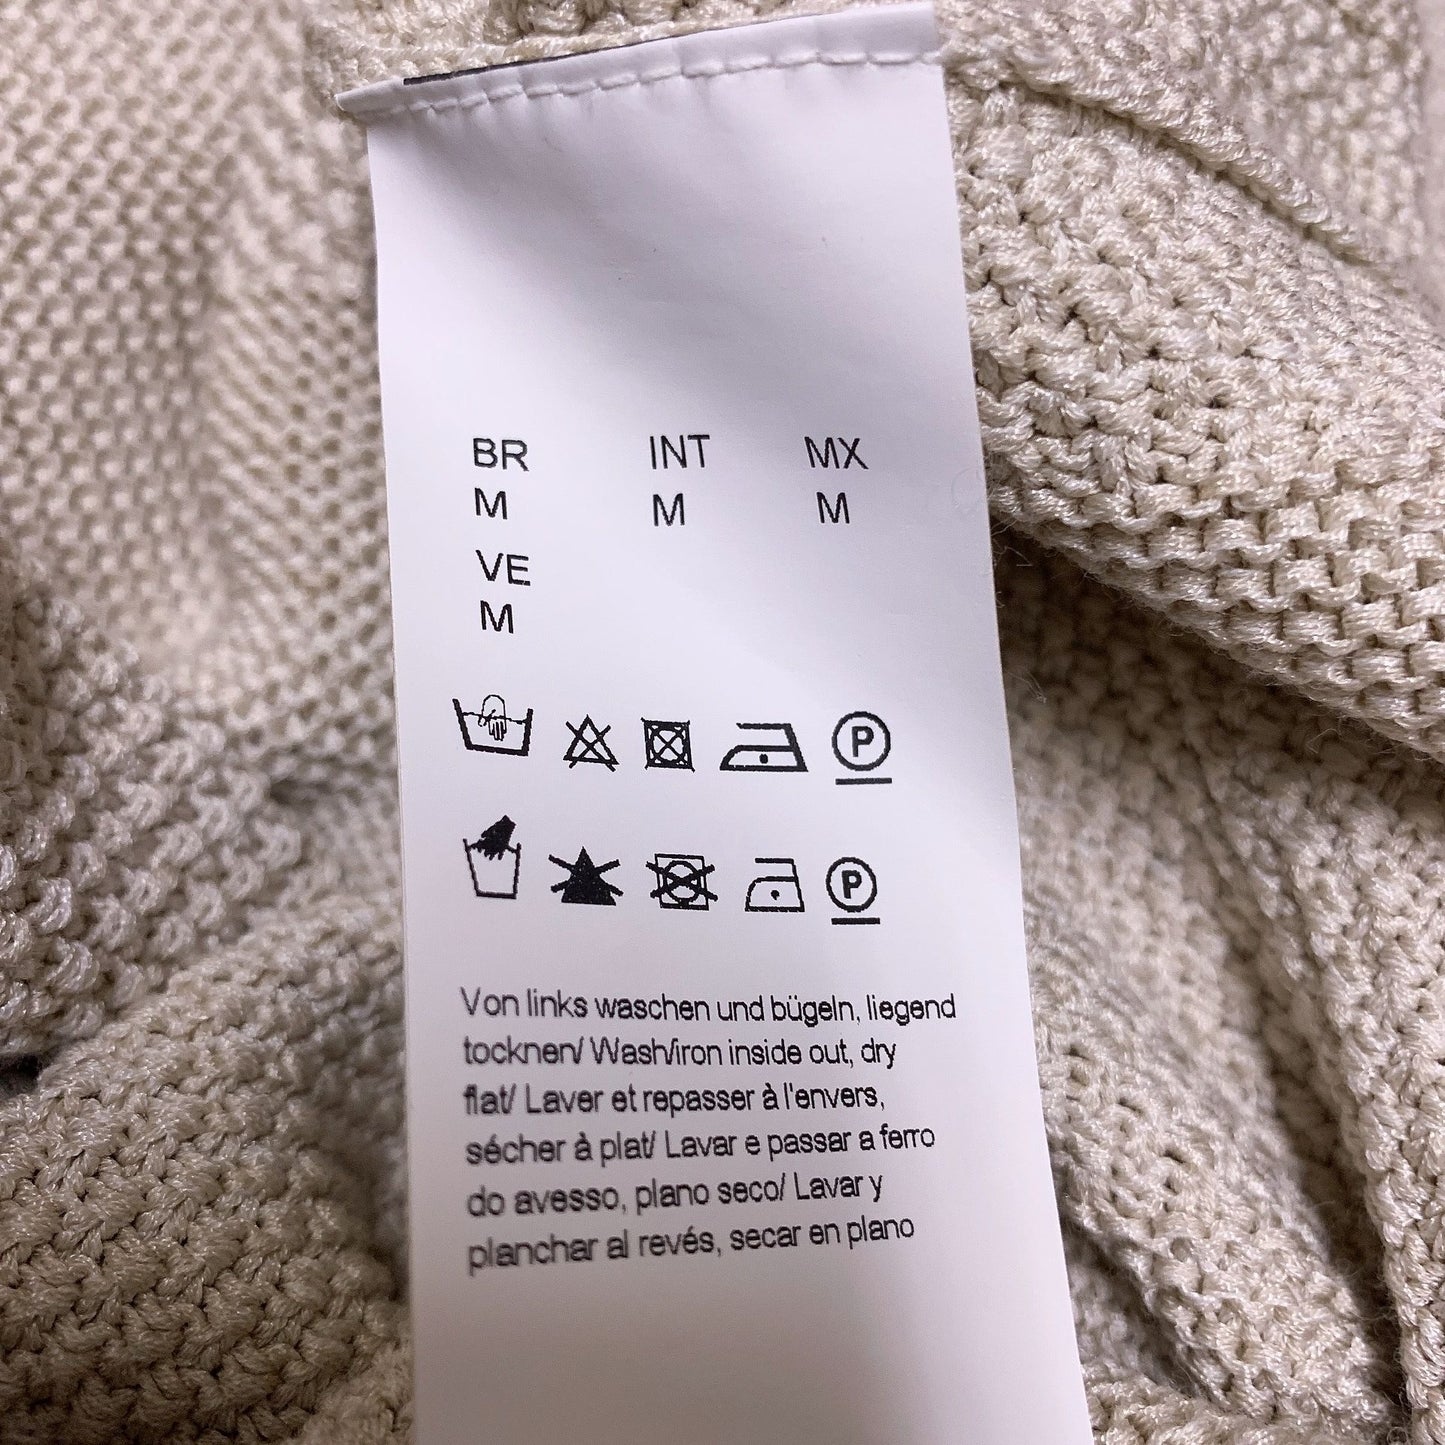 BR INT MX
M M M
VE
M
P
P
Von links waschen und bügeln, liegend
tocknen/ Wash/iron inside out, dry
flat/ Laver et repasser à l'envers,
sécher à plat/ Lavar e passar a ferro
do avesso, plano seco/ Lavar y
planchar al revés, secar en plano